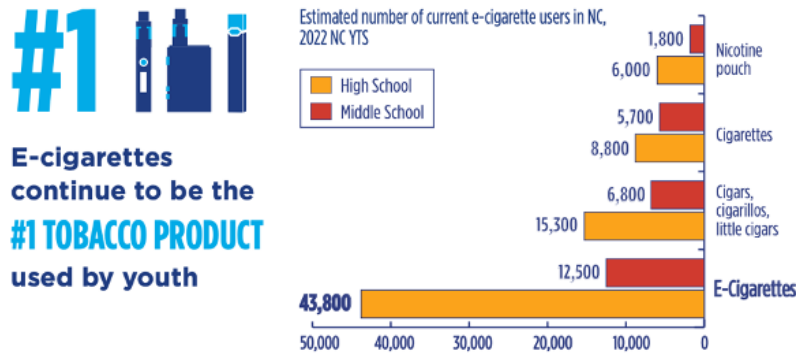 #1
E-cigarettes
continue to be the
#1 TOBACCO PRODUCT
used by youth
Estimated number of current e-cigarette users in NC,
2022 NC YTS
High School
Middle School
1,800
6,000
Nicotine
pouch
5,700
8,800
Cigarettes
6,800
15,300
Cigars,
cigarillos,
little cigars
12,500
43,800
E-Cigarettes
50,000 40,000 30,000 20,000 10,000 0